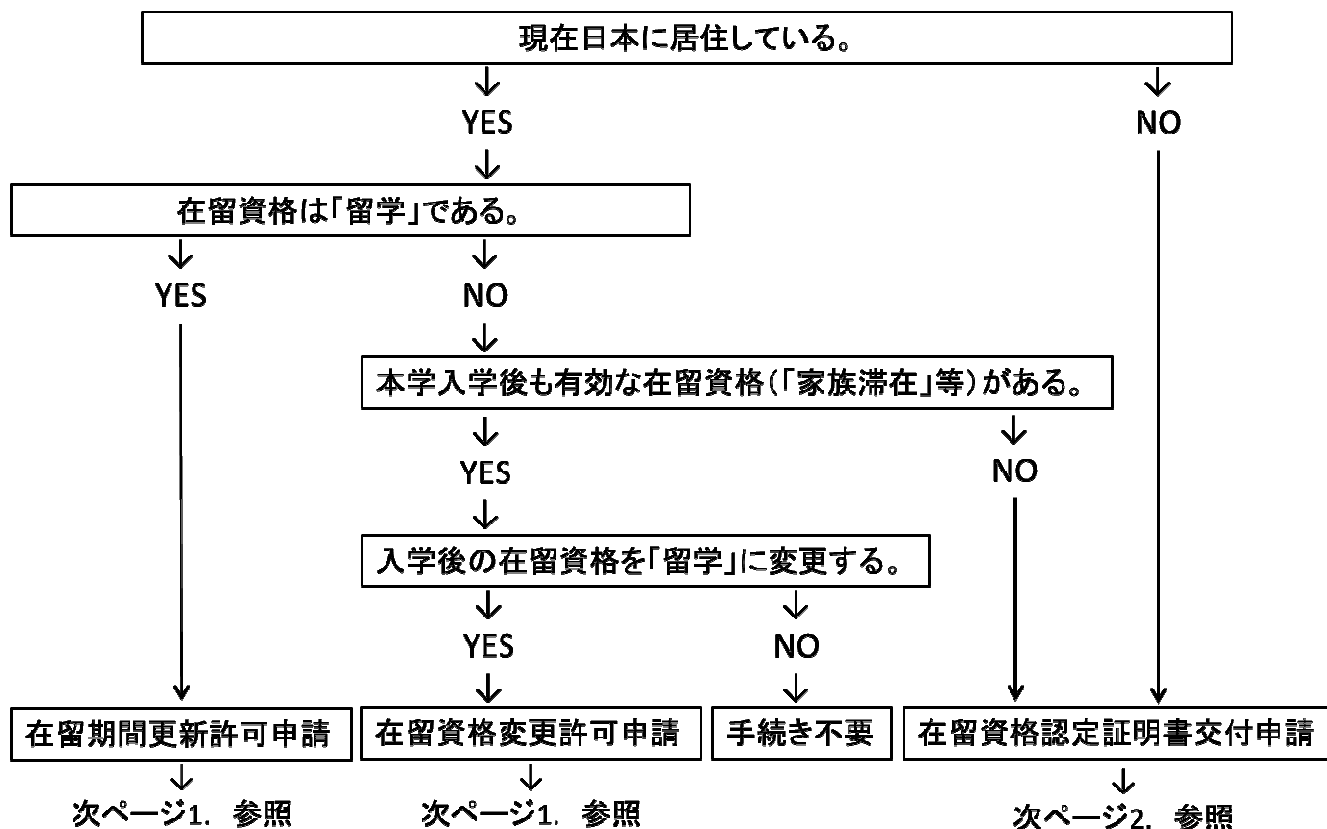 現在日本に居住している。
YES
NO
在留資格は「留学」である。
YES
NO
本学入学後も有効な在留資格(「家族滞在」等)がある。
YES
NO
入学後の在留資格を「留学」に変更する。
YES
NO
在留期間更新許可申請
在留資格変更許可申請
手続き不要
在留資格認定証明書交付申請
次ページ1. 参照
次ページ1. 参照
次ページ2. 参照